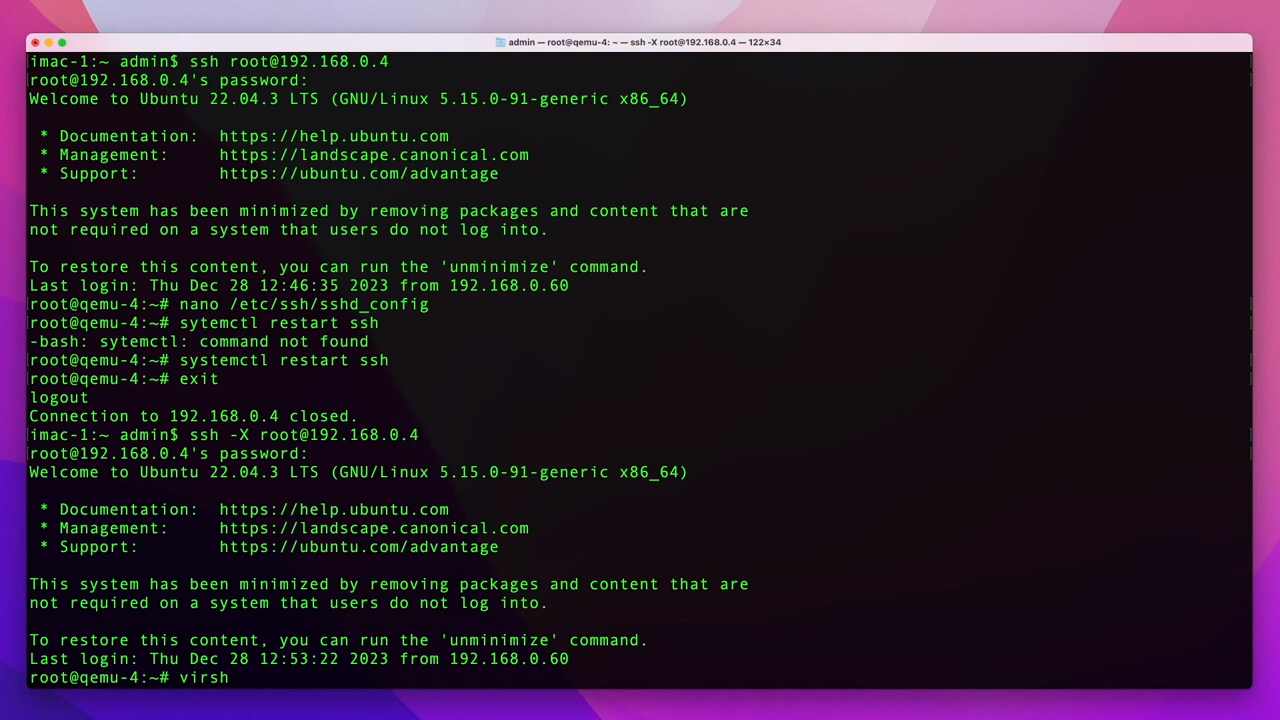 admin — root@qemu-4: ~ — ssh -X root@192.168.0.4 — 122×34
imac-1:~ admin$ ssh root@192.168.0.4
root@192.168.0.4's password:
Welcome to Ubuntu 22.04.3 LTS (GNU/Linux 5.15.0-91-generic x86_64)
* Documentation:  https://help.ubuntu.com
* Management:     https://landscape.canonical.com
* Support:        https://ubuntu.com/advantage
This system has been minimized by removing packages and content that are
not required on a system that users do not log into.
To restore this content, you can run the 'unminimize' command.
Last login: Thu Dec 28 12:46:35 2023 from 192.168.0.60
root@qemu-4:~# nano /etc/ssh/sshd_config
root@qemu-4:~# sytemctl restart ssh
-bash: sytemctl: command not found
root@qemu-4:~# systemctl restart ssh
root@qemu-4:~# exit
logout
Connection to 192.168.0.4 closed.
imac-1:~ admin$ ssh -X root@192.168.0.4
root@192.168.0.4's password:
Welcome to Ubuntu 22.04.3 LTS (GNU/Linux 5.15.0-91-generic x86_64)
* Documentation:  https://help.ubuntu.com
* Management:     https://landscape.canonical.com
* Support:        https://ubuntu.com/advantage
This system has been minimized by removing packages and content that are
not required on a system that users do not log into.
To restore this content, you can run the 'unminimize' command.
Last login: Thu Dec 28 12:53:22 2023 from 192.168.0.60
root@qemu-4:~# virsh